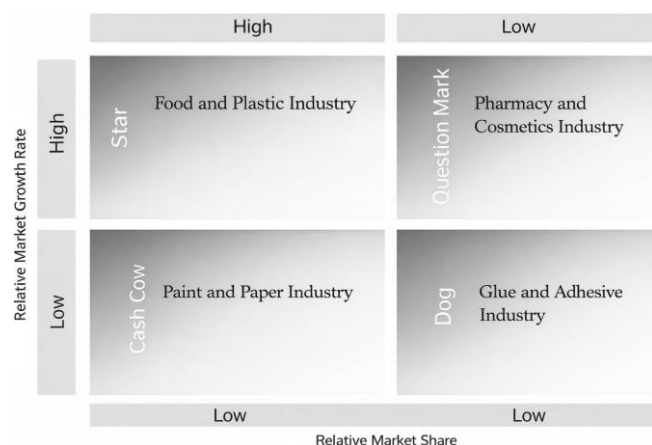 High
Low
Relative Market Growth Rate
High
Star
Food and Plastic Industry
Question Mark
Pharmacy and
Cosmetics Industry
Low
Cash Cow
Paint and Paper Industry
Dog
Glue and Adhesive
Industry
Low
Low
Relative Market Share